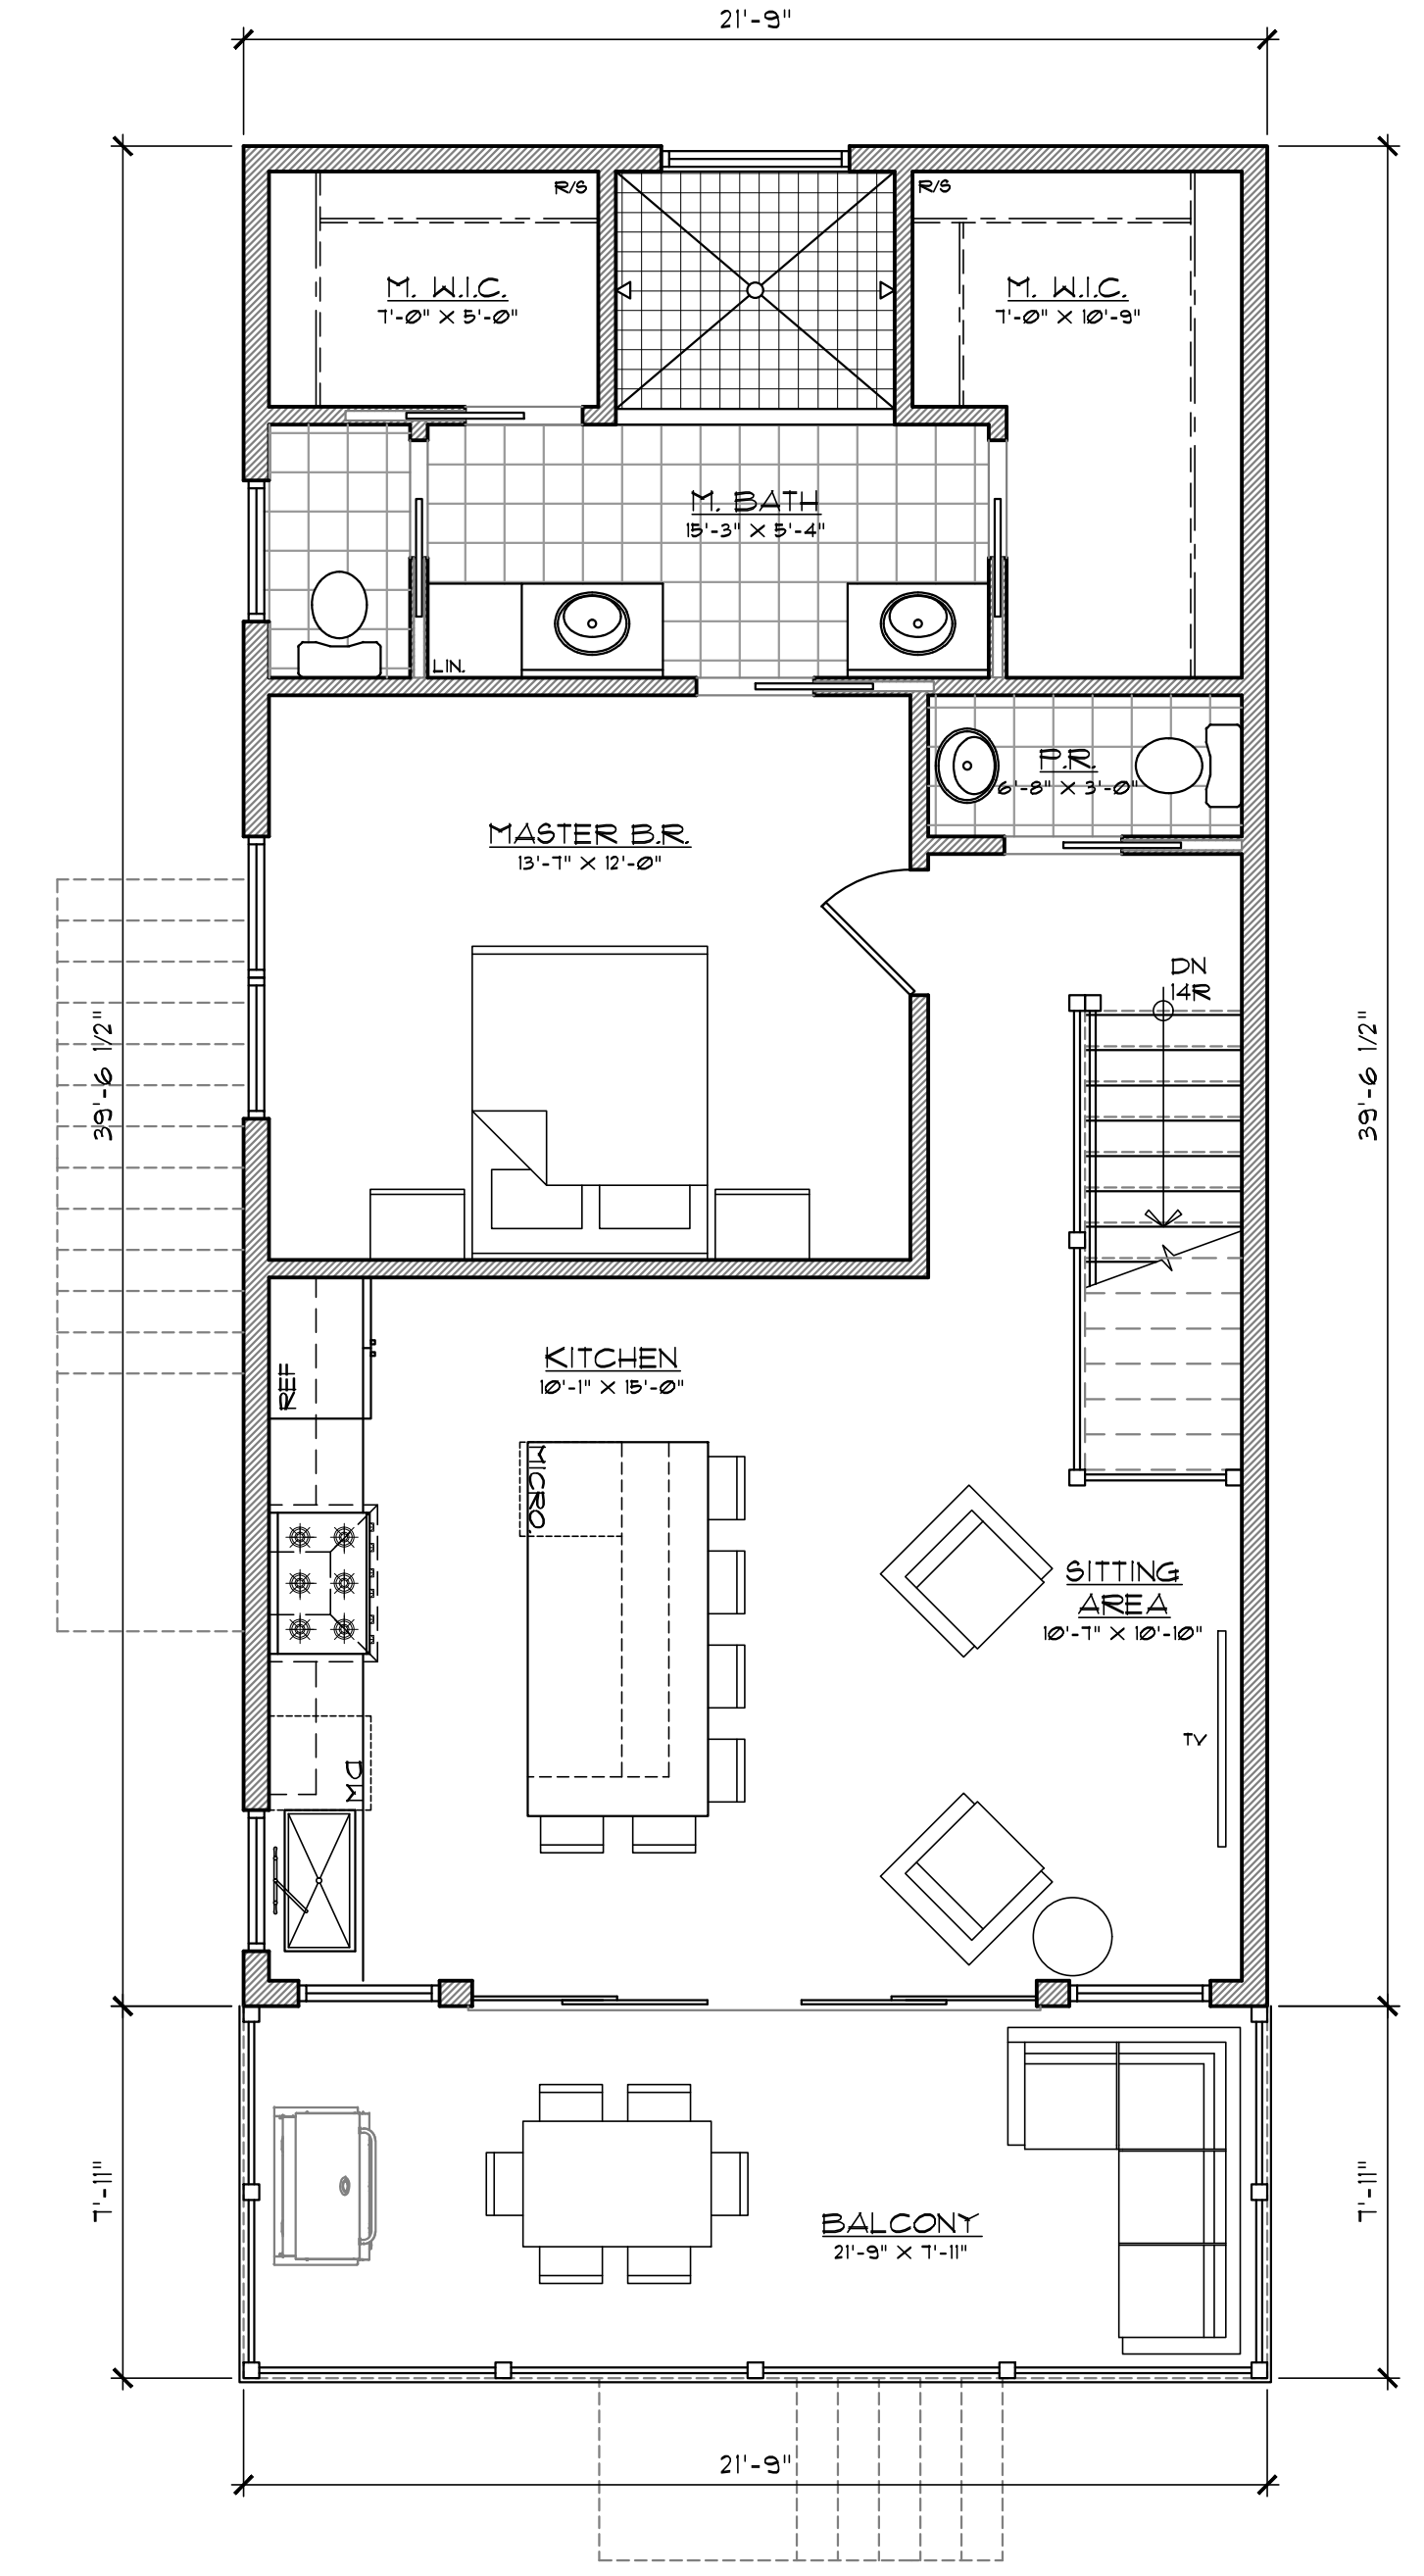 21'-9"
R/S
R/S
M. W.I.C.
7'-0" X 5'-0"
M. W.I.C.
7'-0" X 10'-9"
M. BATH
15'-3" X 5'-4"
LIN.
P.R.
6'-8" X 3'-0"
MASTER B.R.
13'-7" X 12'-0"
DN
14R
39'-6 1/2"
39'-6 1/2"
KITCHEN
10'-1" X 15'-0"
REF
MICRO.
SITTING
AREA
10'-7" X 10'-10"
TV
DW
7'-11"
7'-11"
BALCONY
21'-9" X 7'-11"
21'-9"